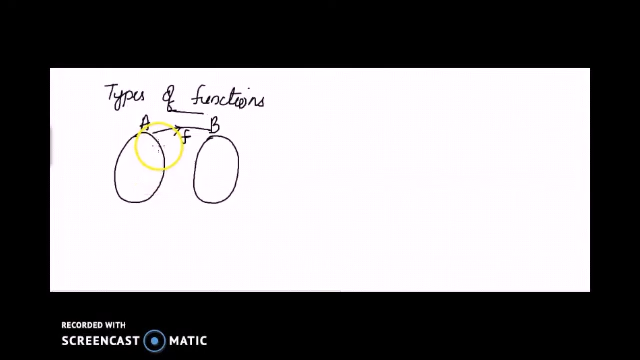 Types of functions
A f B
RECORDED WITH
SCREENCAST MATIC